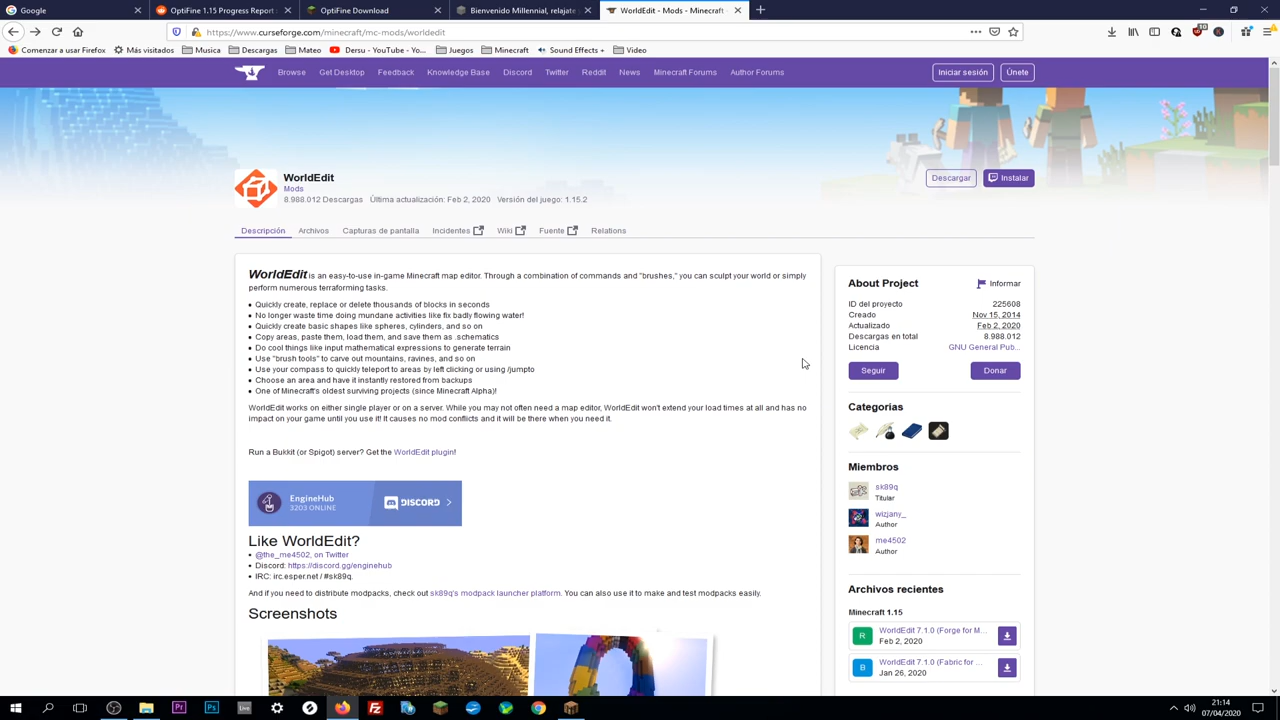 Google
OptiFine 1.15 Progress Report :
OptiFine Download
Bienvenido Millennial, relajate
WorldEdit - Mods - Minecraft -
https://www.curseforge.com/minecraft/mc-mods/worldedit
Comenzar a usar Firefox
Más visitados
Musica
Descargas
Mateo
Dersu - YouTube - Yo...
Juegos
Minecraft
Sound Effects +
Video
Browse
Get Desktop
Feedback
Knowledge Base
Discord
Twitter
Reddit
News
Minecraft Forums
Author Forums
Iniciar sesión
Únete
WorldEdit
Mods
8.988.012 Descargas Última actualización: Feb 2, 2020 Versión del juego: 1.15.2
Descargar
Instalar
Descripción
Archivos
Capturas de pantalla
Incidentes
Wiki
Fuente
Relations
WorldEdit is an easy-to-use in-game Minecraft map editor. Through a combination of commands and "brushes," you can sculpt your world or simply
perform numerous terraforming tasks.
• Quickly create, replace or delete thousands of blocks in seconds
• No longer waste time doing mundane activities like fix badly flowing water!
• Quickly create basic shapes like spheres, cylinders, and so on
• Copy areas, paste them, load them, and save them as .schematics
• Do cool things like input mathematical expressions to generate terrain
• Use "brush tools" to carve out mountains, ravines, and so on
• Use your compass to quickly teleport to areas by left clicking or using /jumpto
• Choose an area and have it instantly restored from backups
• One of Minecraft's oldest surviving projects (since Minecraft Alpha)!
WorldEdit works on either single player or on a server. While you may not often need a map editor, WorldEdit won't extend your load times at all and has no
impact on your game until you use it! It causes no mod conflicts and it will be there when you need it.
Run a Bukkit (or Spigot) server? Get the WorldEdit plugin!
EngineHub
3203 ONLINE
DISCORD
Like WorldEdit?
• @the_me4502, on Twitter
• Discord: https://discord.gg/enginehub
• IRC: irc.esper.net / #sk89q.
And if you need to distribute modpacks, check out sk89q's modpack launcher platform. You can also use it to make and test modpacks easily.
Screenshots
About Project
Informar
ID del proyecto 225608
Creado Nov 15, 2014
Actualizado Feb 2, 2020
Descargas en total 8.988.012
Licencia GNU General Pub...
Seguir
Donar
Categorias
Miembros
sk89q
Titular
wizjany_
Author
me4502
Author
Archivos recientes
Minecraft 1.15
R
WorldEdit 7.1.0 (Forge for M...
Feb 2, 2020
B
WorldEdit 7.1.0 (Fabric for ...
Jan 26, 2020
Pr
Ps
Live
21:14
07/04/2020